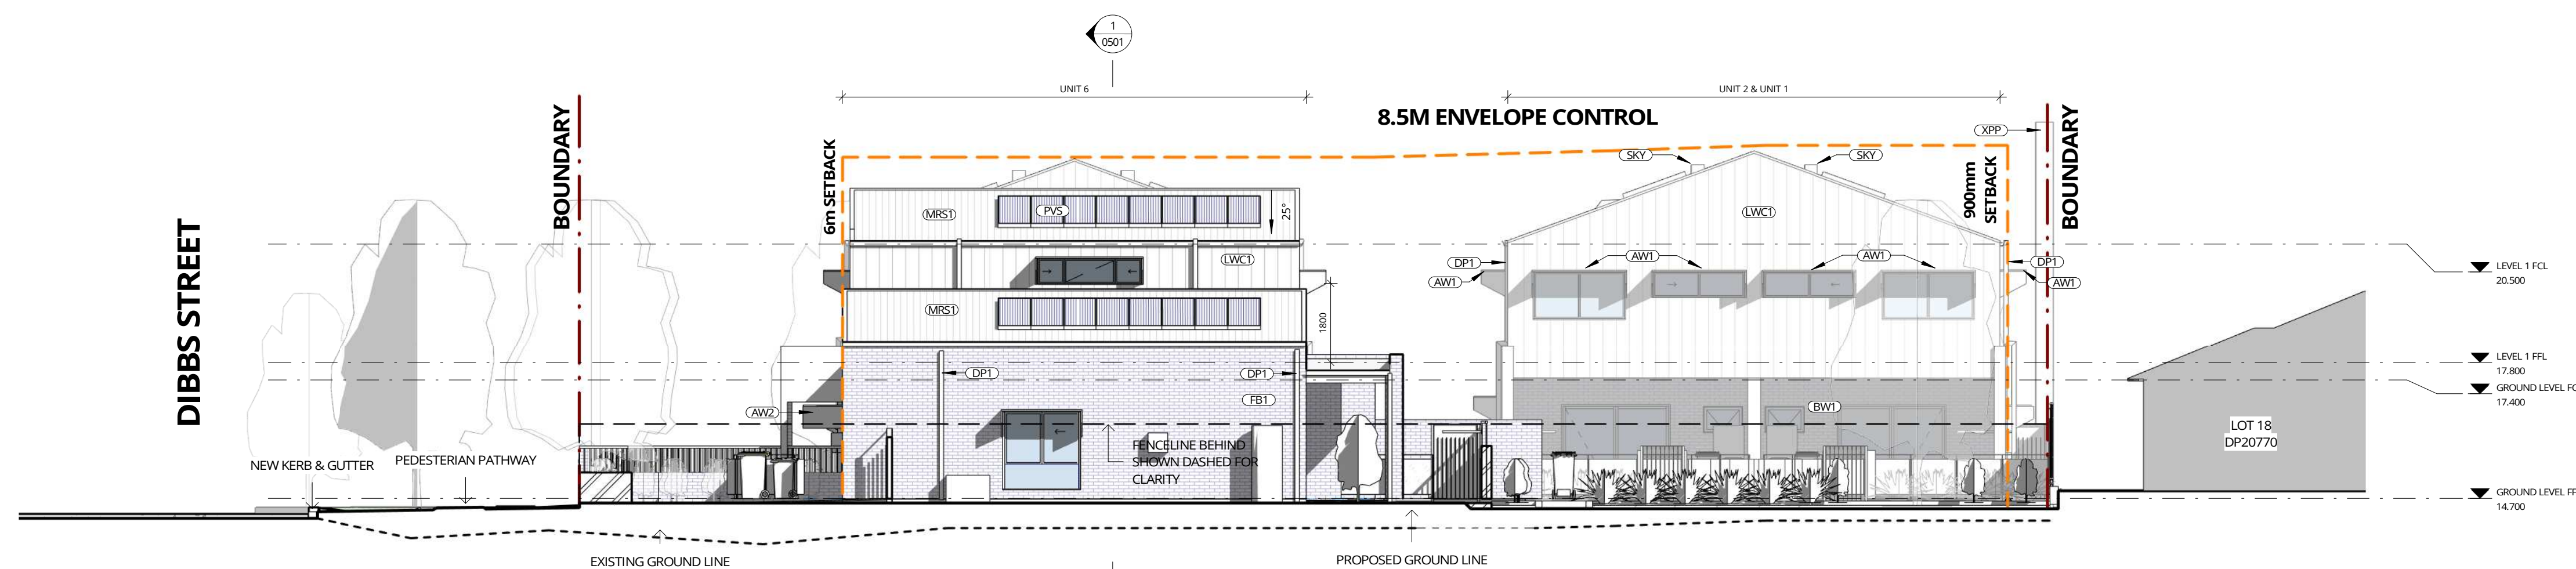 1
0501
UNIT 6
UNIT 2 & UNIT 1
8.5M ENVELOPE CONTROL
DIBBS STREET
BOUNDARY
6m SETBACK
XPP
BOUNDARY
SKY
SKY
900mm
SETBACK
MRS1
PVS
25°
LWC1
LWC1
AW1
AW1
DP1
AW1
DP1
AW1
MRS1
1800
DP1
DP1
AW2
FB1
BW1
FENCELINE BEHIND
SHOWN DASHED FOR
CLARITY
NEW KERB & GUTTER
PEDESTERIAN PATHWAY
EXISTING GROUND LINE
PROPOSED GROUND LINE
LOT 18
DP20770
LEVEL 1 FCL
20.500
LEVEL 1 FFL
17.800
GROUND LEVEL FC
17.400
GROUND LEVEL FF
14.700